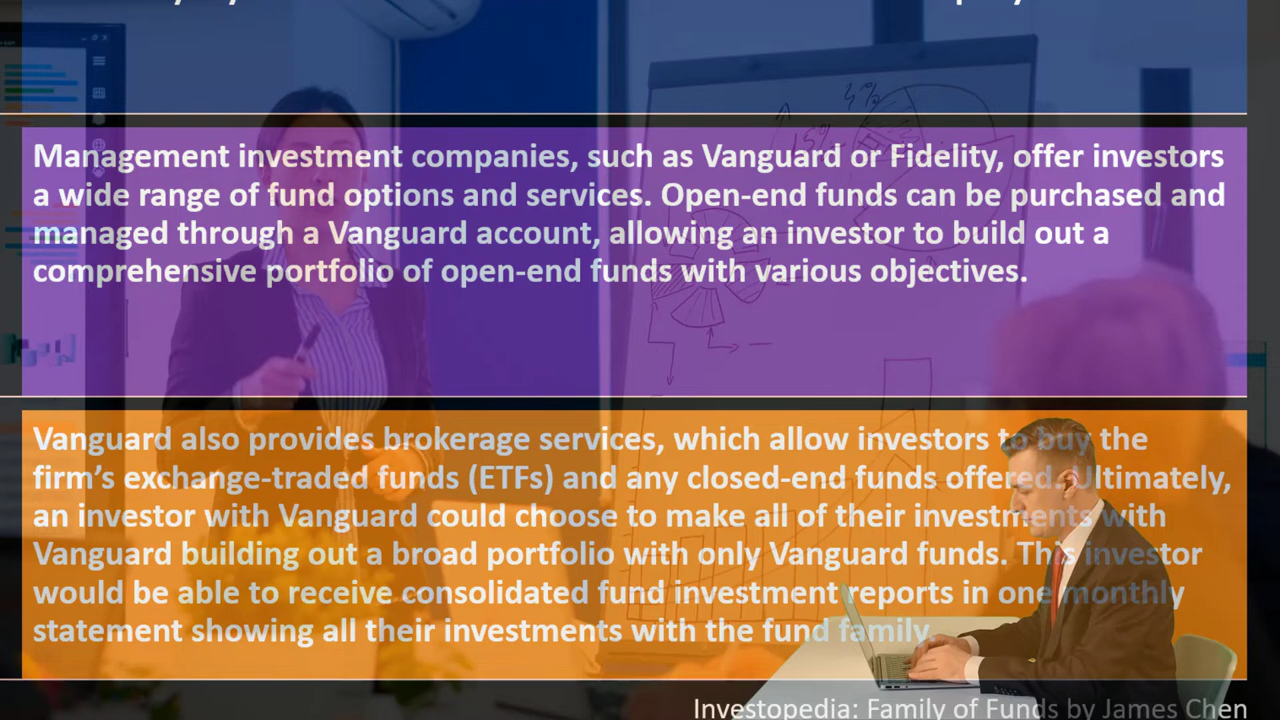 Management investment companies, such as Vanguard or Fidelity, offer investors
a wide range of fund options and services. Open-end funds can be purchased and
managed through a Vanguard account, allowing an investor to build out a
comprehensive portfolio of open-end funds with various objectives.
Vanguard also provides brokerage services, which allow investors to buy the
firm’s exchange-traded funds (ETFs) and any closed-end funds offered. Ultimately,
an investor with Vanguard could choose to make all of their investments with
Vanguard building out a broad portfolio with only Vanguard funds. This investor
would be able to receive consolidated fund investment reports in one monthly
statement showing all their investments with the fund family.
Investopedia: Family of Funds by James Chen
4%
15%